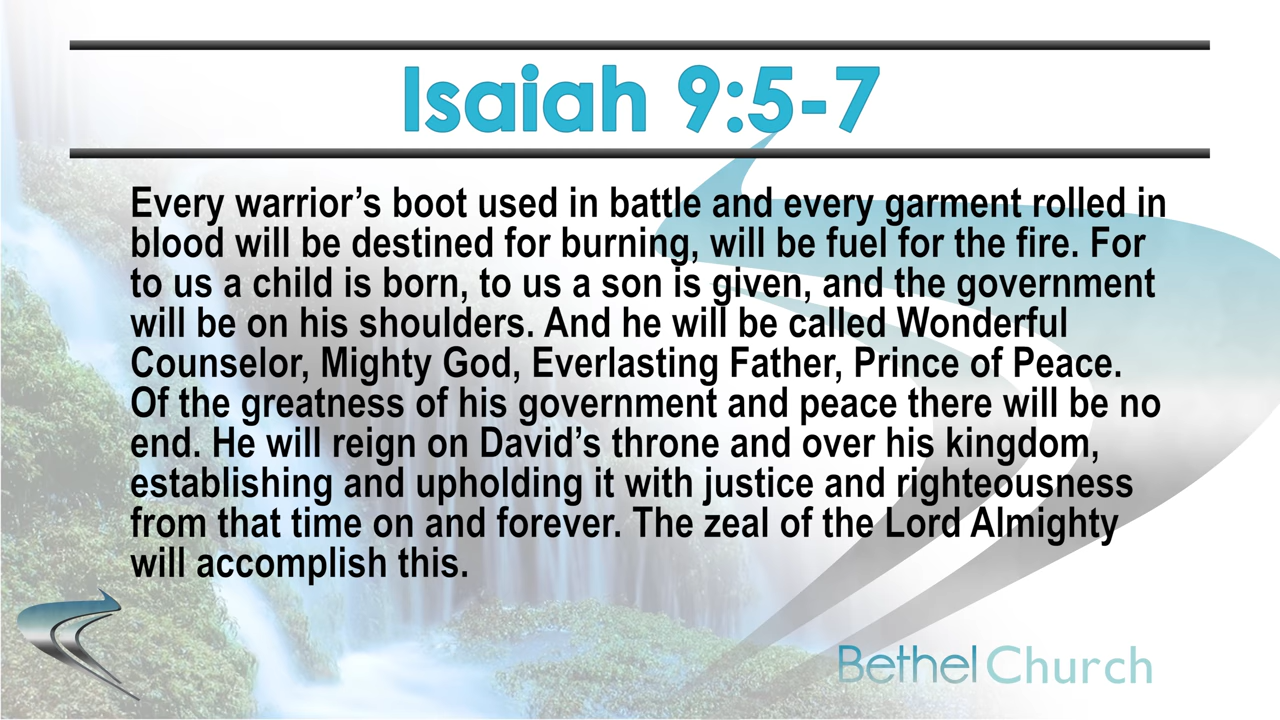 Isaiah 9:5-7
Every warrior’s boot used in battle and every garment rolled in
blood will be destined for burning, will be fuel for the fire. For
to us a child is born, to us a son is given, and the government
will be on his shoulders. And he will be called Wonderful
Counselor, Mighty God, Everlasting Father, Prince of Peace.
Of the greatness of his government and peace there will be no
end. He will reign on David’s throne and over his kingdom,
establishing and upholding it with justice and righteousness
from that time on and forever. The zeal of the Lord Almighty
will accomplish this.
Bethel Church